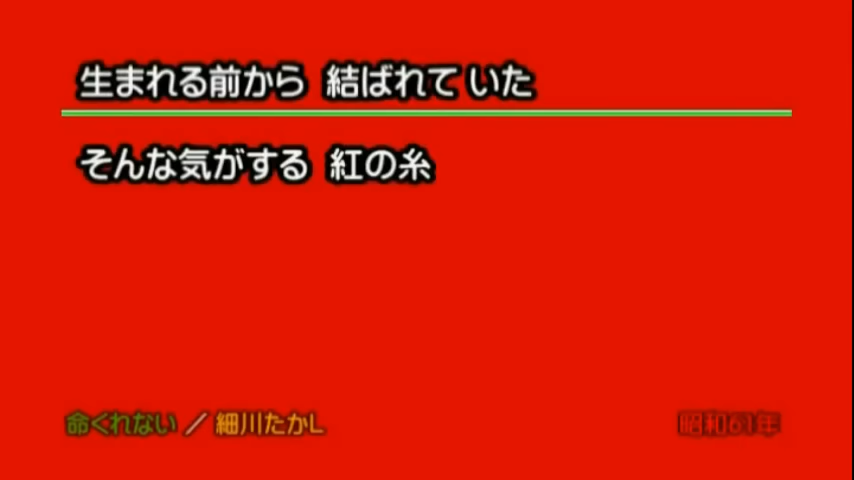 生まれる前から 結ばれていた
そんな気がする 紅の糸
命くれない ／ 細川たかし
昭和61年